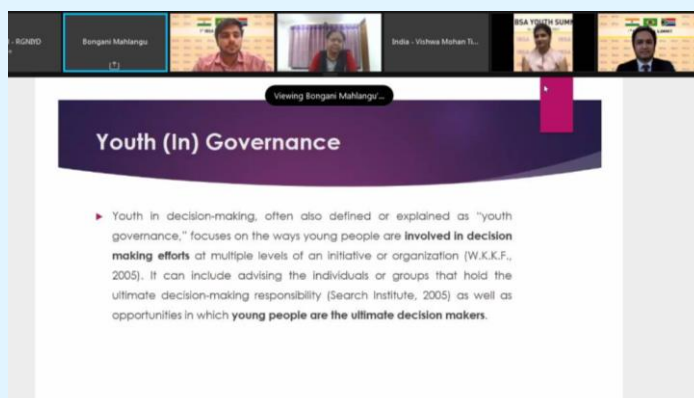 - RGNIYD
Bongani Mahlangu
India - Vishwa Mohan Ti...
IBSA YOUTH SUMM
Viewing Bongani Mahlangu'...
Youth (In) Governance
Youth in decision-making, often also defined or explained as "youth
governance," focuses on the ways young people are involved in decision
making efforts at multiple levels of an initiative or organization (W.K.K.F.,
2005). It can include advising the individuals or groups that hold the
ultimate decision-making responsibility (Search Institute, 2005) as well as
opportunities in which young people are the ultimate decision makers.